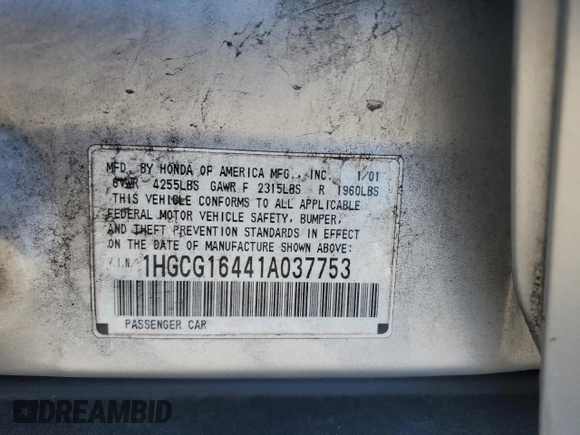 MFD. BY HONDA OF AMERICA MFG., INC. 1/01
GVWR 4255LBS GAWR F 2315LBS R 1960LBS
THIS VEHICLE CONFORMS TO ALL APPLICABLE
FEDERAL MOTOR VEHICLE SAFETY, BUMPER,
AND THEFT PREVENTION STANDARDS IN EFFECT
ON THE DATE OF MANUFACTURE SHOWN ABOVE:
V.I.N. 1HGCG16441A037753
PASSENGER CAR
DREAMBID